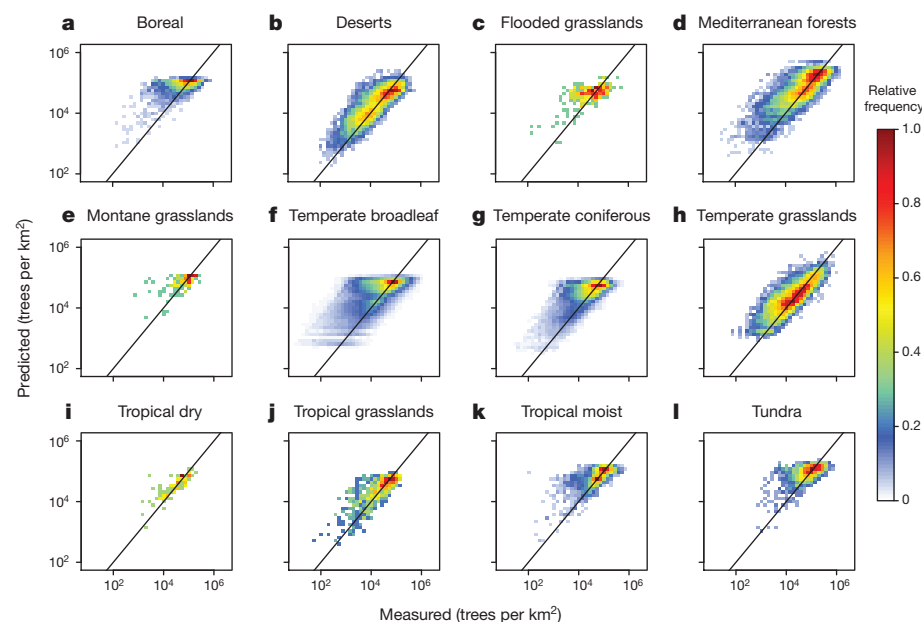 a Boreal
b Deserts
c Flooded grasslands
d Mediterranean forests
10⁶
10⁴
10²
Relative
frequency
1.0
0.8
0.6
0.4
0.2
0
e Montane grasslands
f Temperate broadleaf
g Temperate coniferous
h Temperate grasslands
10⁶
10⁴
10²
Predicted (trees per km²)
i Tropical dry
j Tropical grasslands
k Tropical moist
l Tundra
10⁶
10⁴
10²
10² 10⁴ 10⁶ 10² 10⁴ 10⁶ 10² 10⁴ 10⁶ 10² 10⁴ 10⁶
Measured (trees per km²)